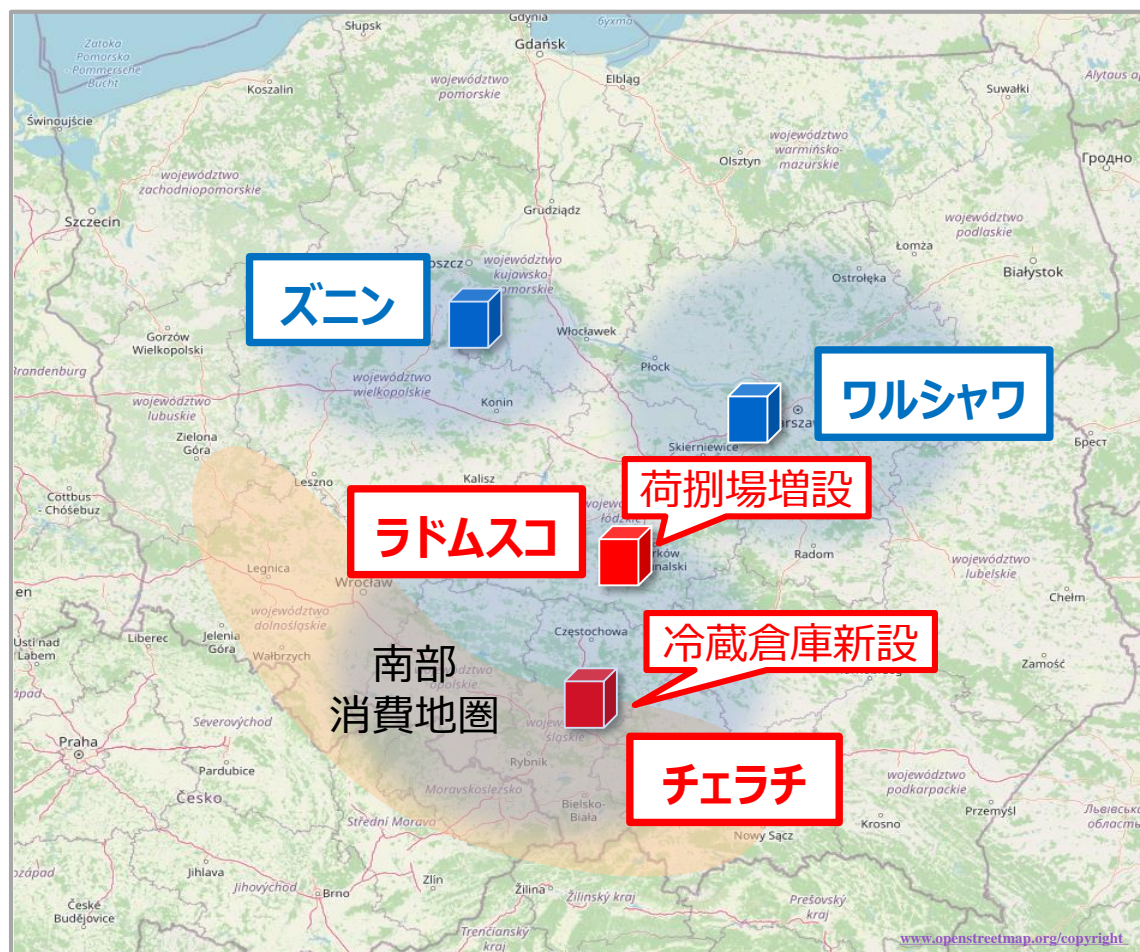 Gdynia
Słupsk
бухта
Zatoka
Pomorska
- Pommersche
Bucht
Gdańsk
Elbląg
województwo
pomorskie
Koszalin
Suwałki
Świnoujście
województwo
warmińsko-
mazurskie
Olsztyn
Гродно
województwo
zachodniopomorskie
Szczecin
Grudziądz
województwo
podlaskie
Łomża
Białystok
Ostrołęka
województwo
kujawsko-
ズニン
Gorzów
Wielkopolski
Włocławek
Płock
województwo
wielkopolskie
Konin
województwo
lubuskie
ワルシャワ
Skierniewice
Брест
Zielona
Góra
Leszno
Kalisz
荷捌場増設
łódzkie
ラドムスコ
Cottbus
- Chóśebuz
Radom
województwo
lubelskie
Legnica
Wrocław
Chełm
województwo
dolnośląskie
Ústí nad
Labem
Liberec
Jelenia
Góra
Wałbrzych
Częstochowa
冷蔵倉庫新設
Zamość
南部
消費地圏
opolskie
śląskie
Severovýchod
Praha
Rybnik
チェラチ
Pardubice
Moravskoslezsko
województwo
podkarpackie
Česko
Bielsko-
Biała
Przemyśl
Krosno
Střední Morava
Nowy Sącz
Jihlava
Zlín
Jihovýchod
Brno
Žilina
Žilinský kraj
Prešovský
kraj
České
Budějovice
Trenčianský
kraj
www.openstreetmap.org/copyright